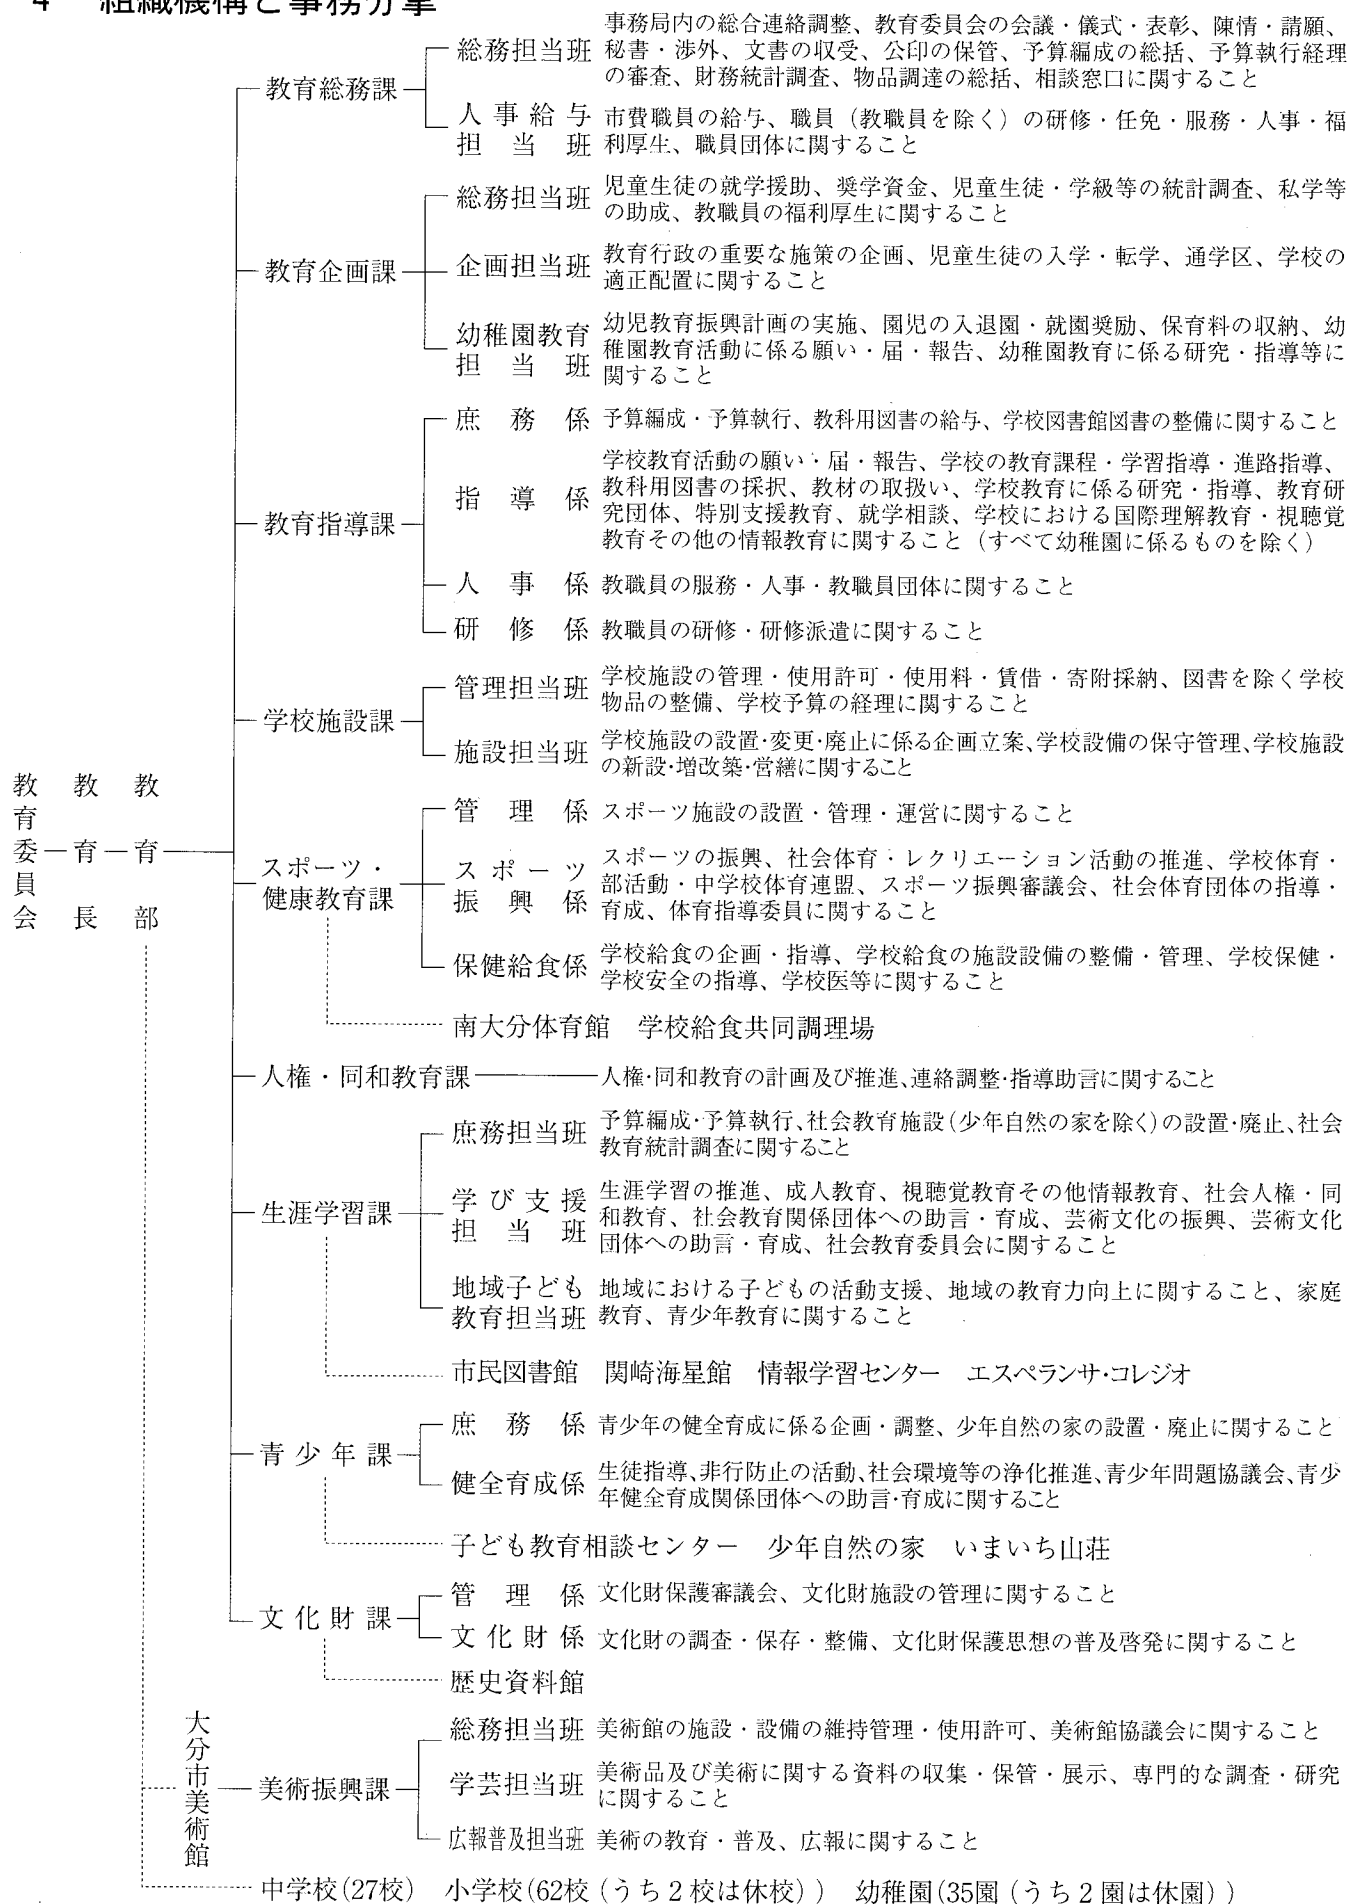 4 組織機構と事務分掌
総務担当班 事務局内の総合連絡調整、教育委員会の会議・儀式・表彰、陳情・請願、
秘書・渉外、文書の収受、公印の保管、予算編成の総括、予算執行経理
の審査、財務統計調査、物品調達の総括、相談窓口に関すること
教育総務課
人事給与 市費職員の給与、職員（教職員を除く）の研修・任免・服務・人事・福
担当班 利厚生、職員団体に関すること
総務担当班 児童生徒の就学援助、奨学資金、児童生徒・学級等の統計調査、私学等
の助成、教職員の福利厚生に関すること
教育企画課 企画担当班 教育行政の重要な施策の企画、児童生徒の入学・転学、通学区、学校の
適正配置に関すること
幼稚園教育 幼児教育振興計画の実施、園児の入退園・就園奨励、保育料の収納、幼
担当班 稚園教育活動に係る願い・届・報告、幼稚園教育に係る研究・指導等に
関すること
庶務係 予算編成・予算執行、教科用図書の給与、学校図書館図書の整備に関すること
学校教育活動の願い・届・報告、学校の教育課程・学習指導・進路指導、
指導係 教科用図書の採択、教材の取扱い、学校教育に係る研究・指導、教育研
教育指導課 究団体、特別支援教育、就学相談、学校における国際理解教育・視聴覚
教育その他の情報教育に関すること（すべて幼稚園に係るものを除く）
人事係 教職員の服務・人事・教職員団体に関すること
研修係 教職員の研修・研修派遣に関すること
管理担当班 学校施設の管理・使用許可・使用料・賃借・寄附採納、図書を除く学校
物品の整備、学校予算の経理に関すること
学校施設課
施設担当班 学校施設の設置・変更・廃止に係る企画立案、学校設備の保守管理、学校施設
の新設・増改築・営繕に関すること
教育委員会 教育長 教育部
管理係 スポーツ施設の設置・管理・運営に関すること
スポーツ・ スポーツ スポーツの振興、社会体育・レクリエーション活動の推進、学校体育・
健康教育課 振興係 部活動・中学校体育連盟、スポーツ振興審議会、社会体育団体の指導・
育成、体育指導委員に関すること
保健給食係 学校給食の企画・指導、学校給食の施設設備の整備・管理、学校保健・
学校安全の指導、学校医等に関すること
南大分体育館 学校給食共同調理場
人権・同和教育課 人権・同和教育の計画及び推進、連絡調整・指導助言に関すること
庶務担当班 予算編成・予算執行、社会教育施設（少年自然の家を除く）の設置・廃止、社会
教育統計調査に関すること
生涯学習課 学び支援 生涯学習の推進、成人教育、視聴覚教育その他情報教育、社会人権・同
担当班 和教育、社会教育関係団体への助言・育成、芸術文化の振興、芸術文化
団体への助言・育成、社会教育委員会に関すること
地域子ども 地域における子どもの活動支援、地域の教育力向上に関すること、家庭
教育担当班 教育、青少年教育に関すること
市民図書館 関崎海星館 情報学習センター エスペランサ・コレジオ
庶務係 青少年の健全育成に係る企画・調整、少年自然の家の設置・廃止に関すること
青少年課
健全育成係 生徒指導、非行防止の活動、社会環境等の浄化推進、青少年問題協議会、青少
年健全育成関係団体への助言・育成に関すること
子ども教育相談センター 少年自然の家 いまいち山荘
管理係 文化財保護審議会、文化財施設の管理に関すること
文化財課
文化財係 文化財の調査・保存・整備、文化財保護思想の普及啓発に関すること
歴史資料館
大分市美術館
総務担当班 美術館の施設・設備の維持管理・使用許可、美術館協議会に関すること
美術振興課 学芸担当班 美術品及び美術に関する資料の収集・保管・展示、専門的な調査・研究
に関すること
広報普及担当班 美術の教育・普及、広報に関すること
中学校（27校） 小学校（62校（うち2校は休校）） 幼稚園（35園（うち2園は休園））